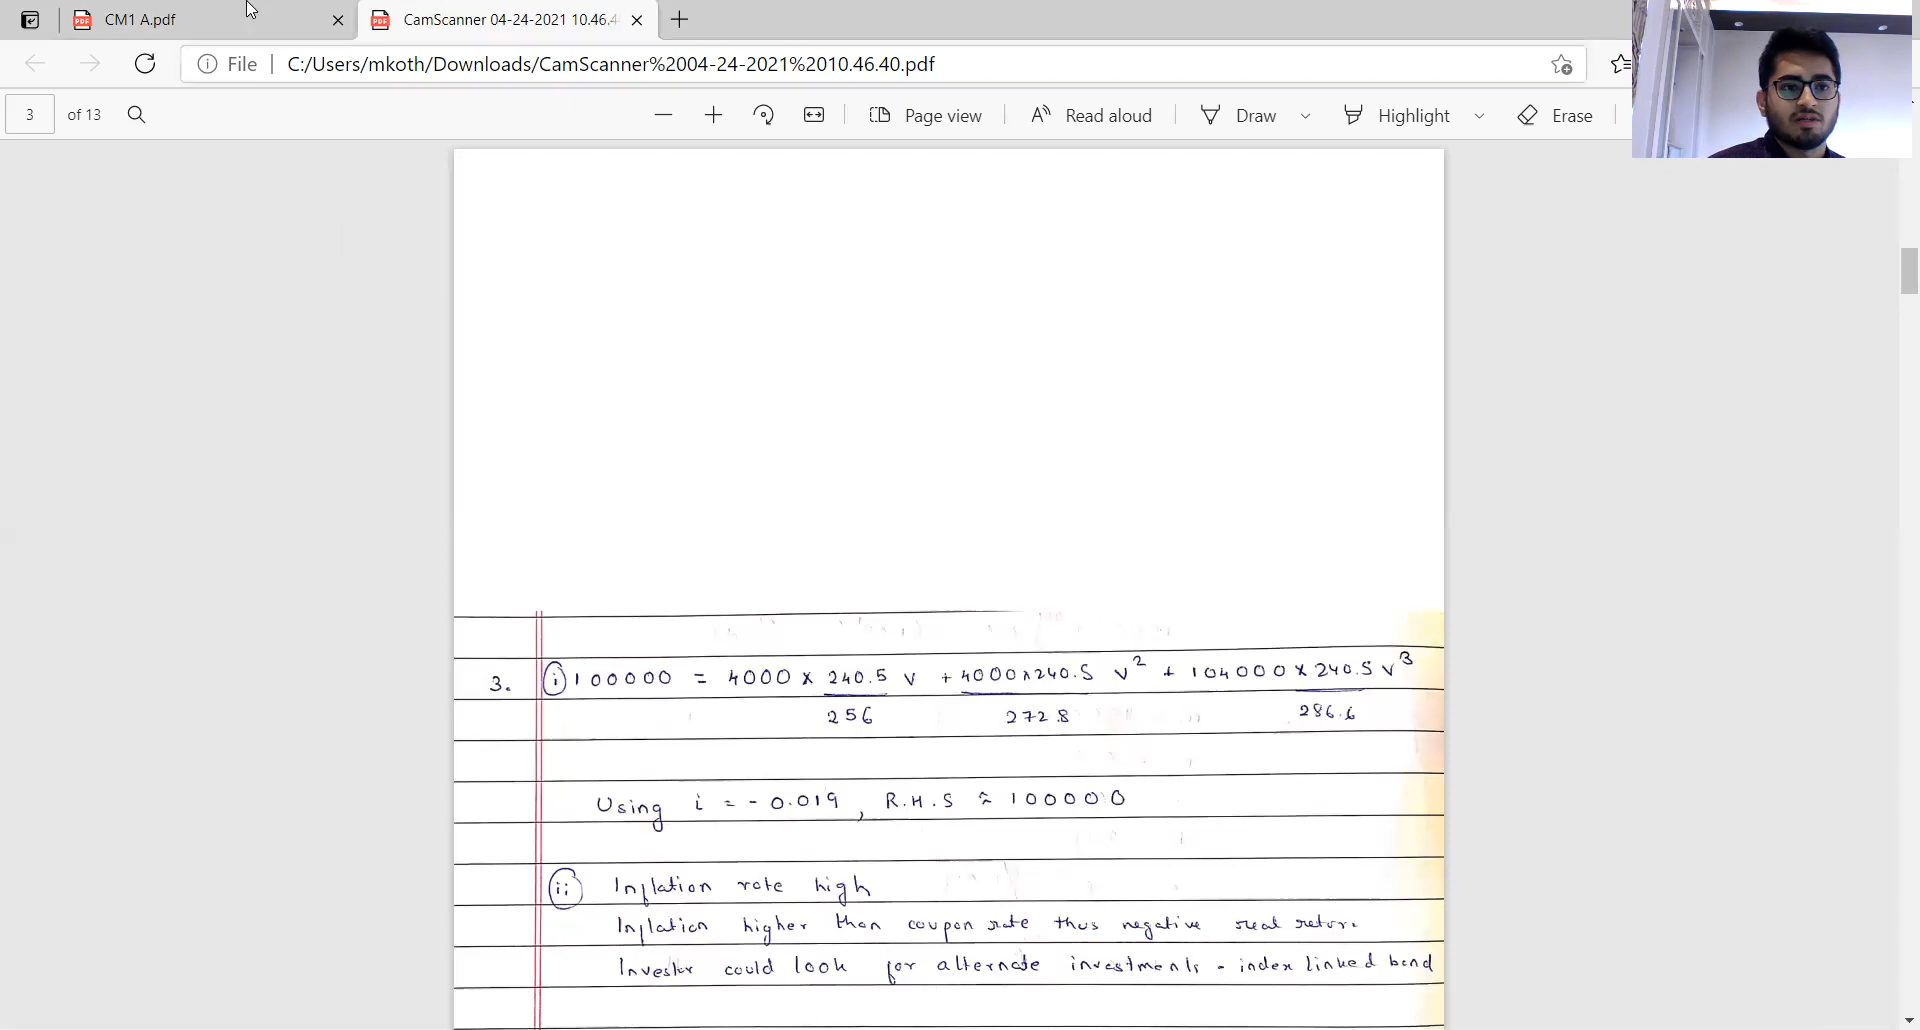 CM1 A.pdf
CamScanner 04-24-2021 10.46.4
File
C:/Users/mkoth/Downloads/CamScanner%2004-24-2021%2010.46.40.pdf
3 of 13
Page view
Read aloud
Draw
Highlight
Erase
3. (i) 100000 = 4000 x 240.5 v + 4000x240.5 v² + 104000 x 240.5 v³
256 272.8 286.6
Using i = - 0.019 , R.H.S ≈ 100000
(ii) Inflation rate high
Inflation higher than coupon rate thus negative real return.
Investor could look for alternate investments - index linked bond